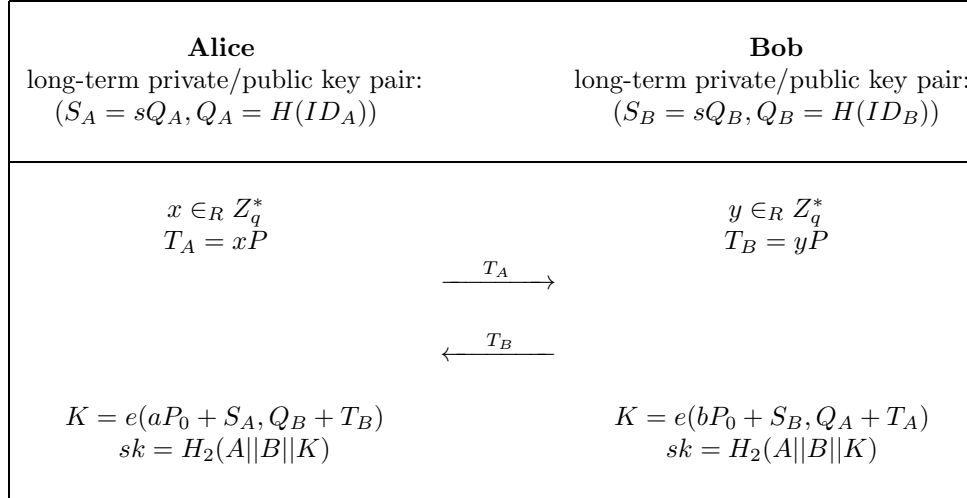 Alice Bob
long-term private/public key pair: long-term private/public key pair:
(S_A = sQ_A, Q_A = H(ID_A)) (S_B = sQ_B, Q_B = H(ID_B))
x ∈_R Z_q^* y ∈_R Z_q^*
T_A = xP T_B = yP
T_A
T_B
K = e(aP_0 + S_A, Q_B + T_B) K = e(bP_0 + S_B, Q_A + T_A)
sk = H_2(A||B||K) sk = H_2(A||B||K)